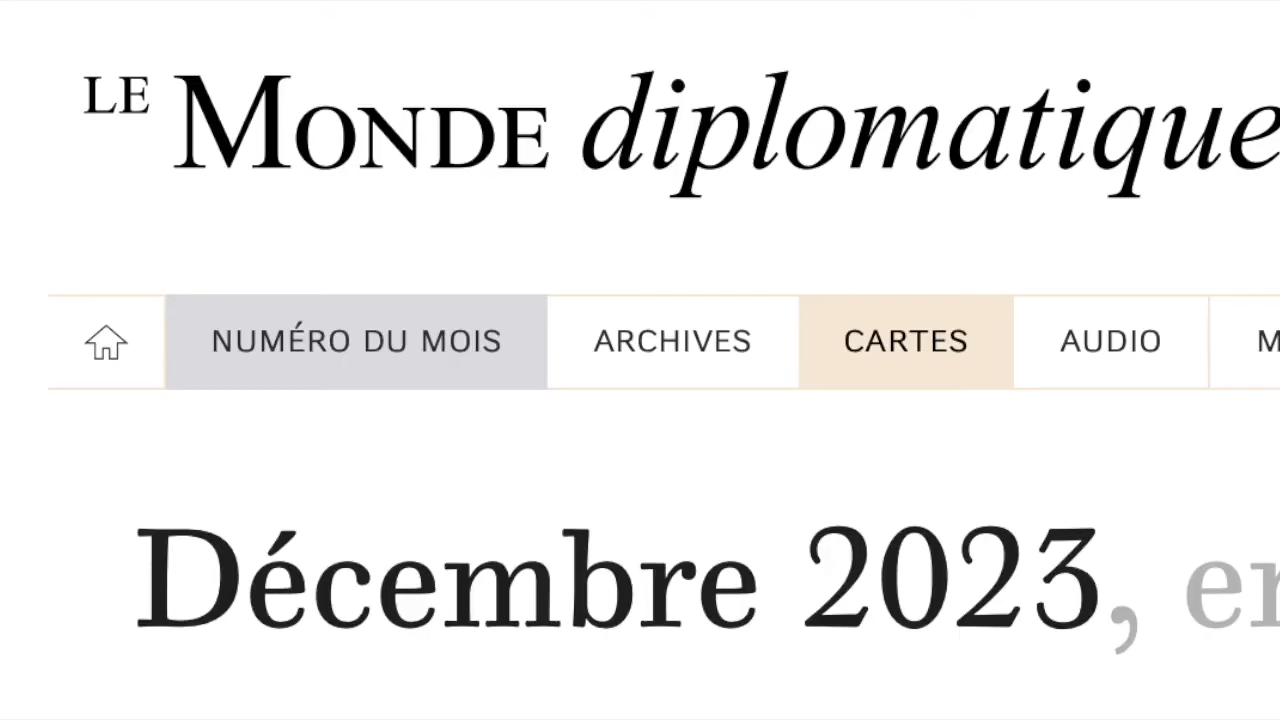 LE MONDE diplomatique
NUMÉRO DU MOIS ARCHIVES CARTES AUDIO
Décembre 2023,